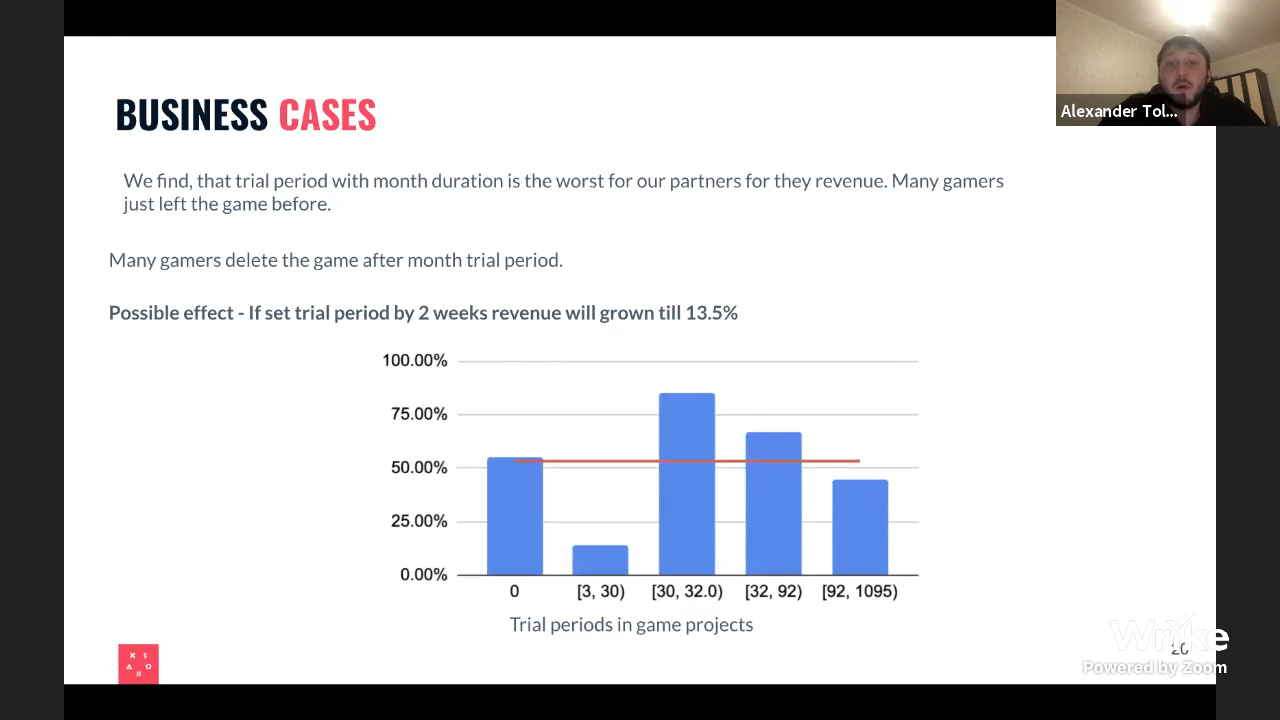 BUSINESS CASES
Alexander Tol...
We find, that trial period with month duration is the worst for our partners for they revenue. Many gamers
just left the game before.
Many gamers delete the game after month trial period.
Possible effect - If set trial period by 2 weeks revenue will grown till 13.5%
100.00%
75.00%
50.00%
25.00%
0.00%
0 [3, 30) [30, 32.0) [32, 92) [92, 1095)
Trial periods in game projects
XSOLLA
Wrike
20
Powered by Zoom